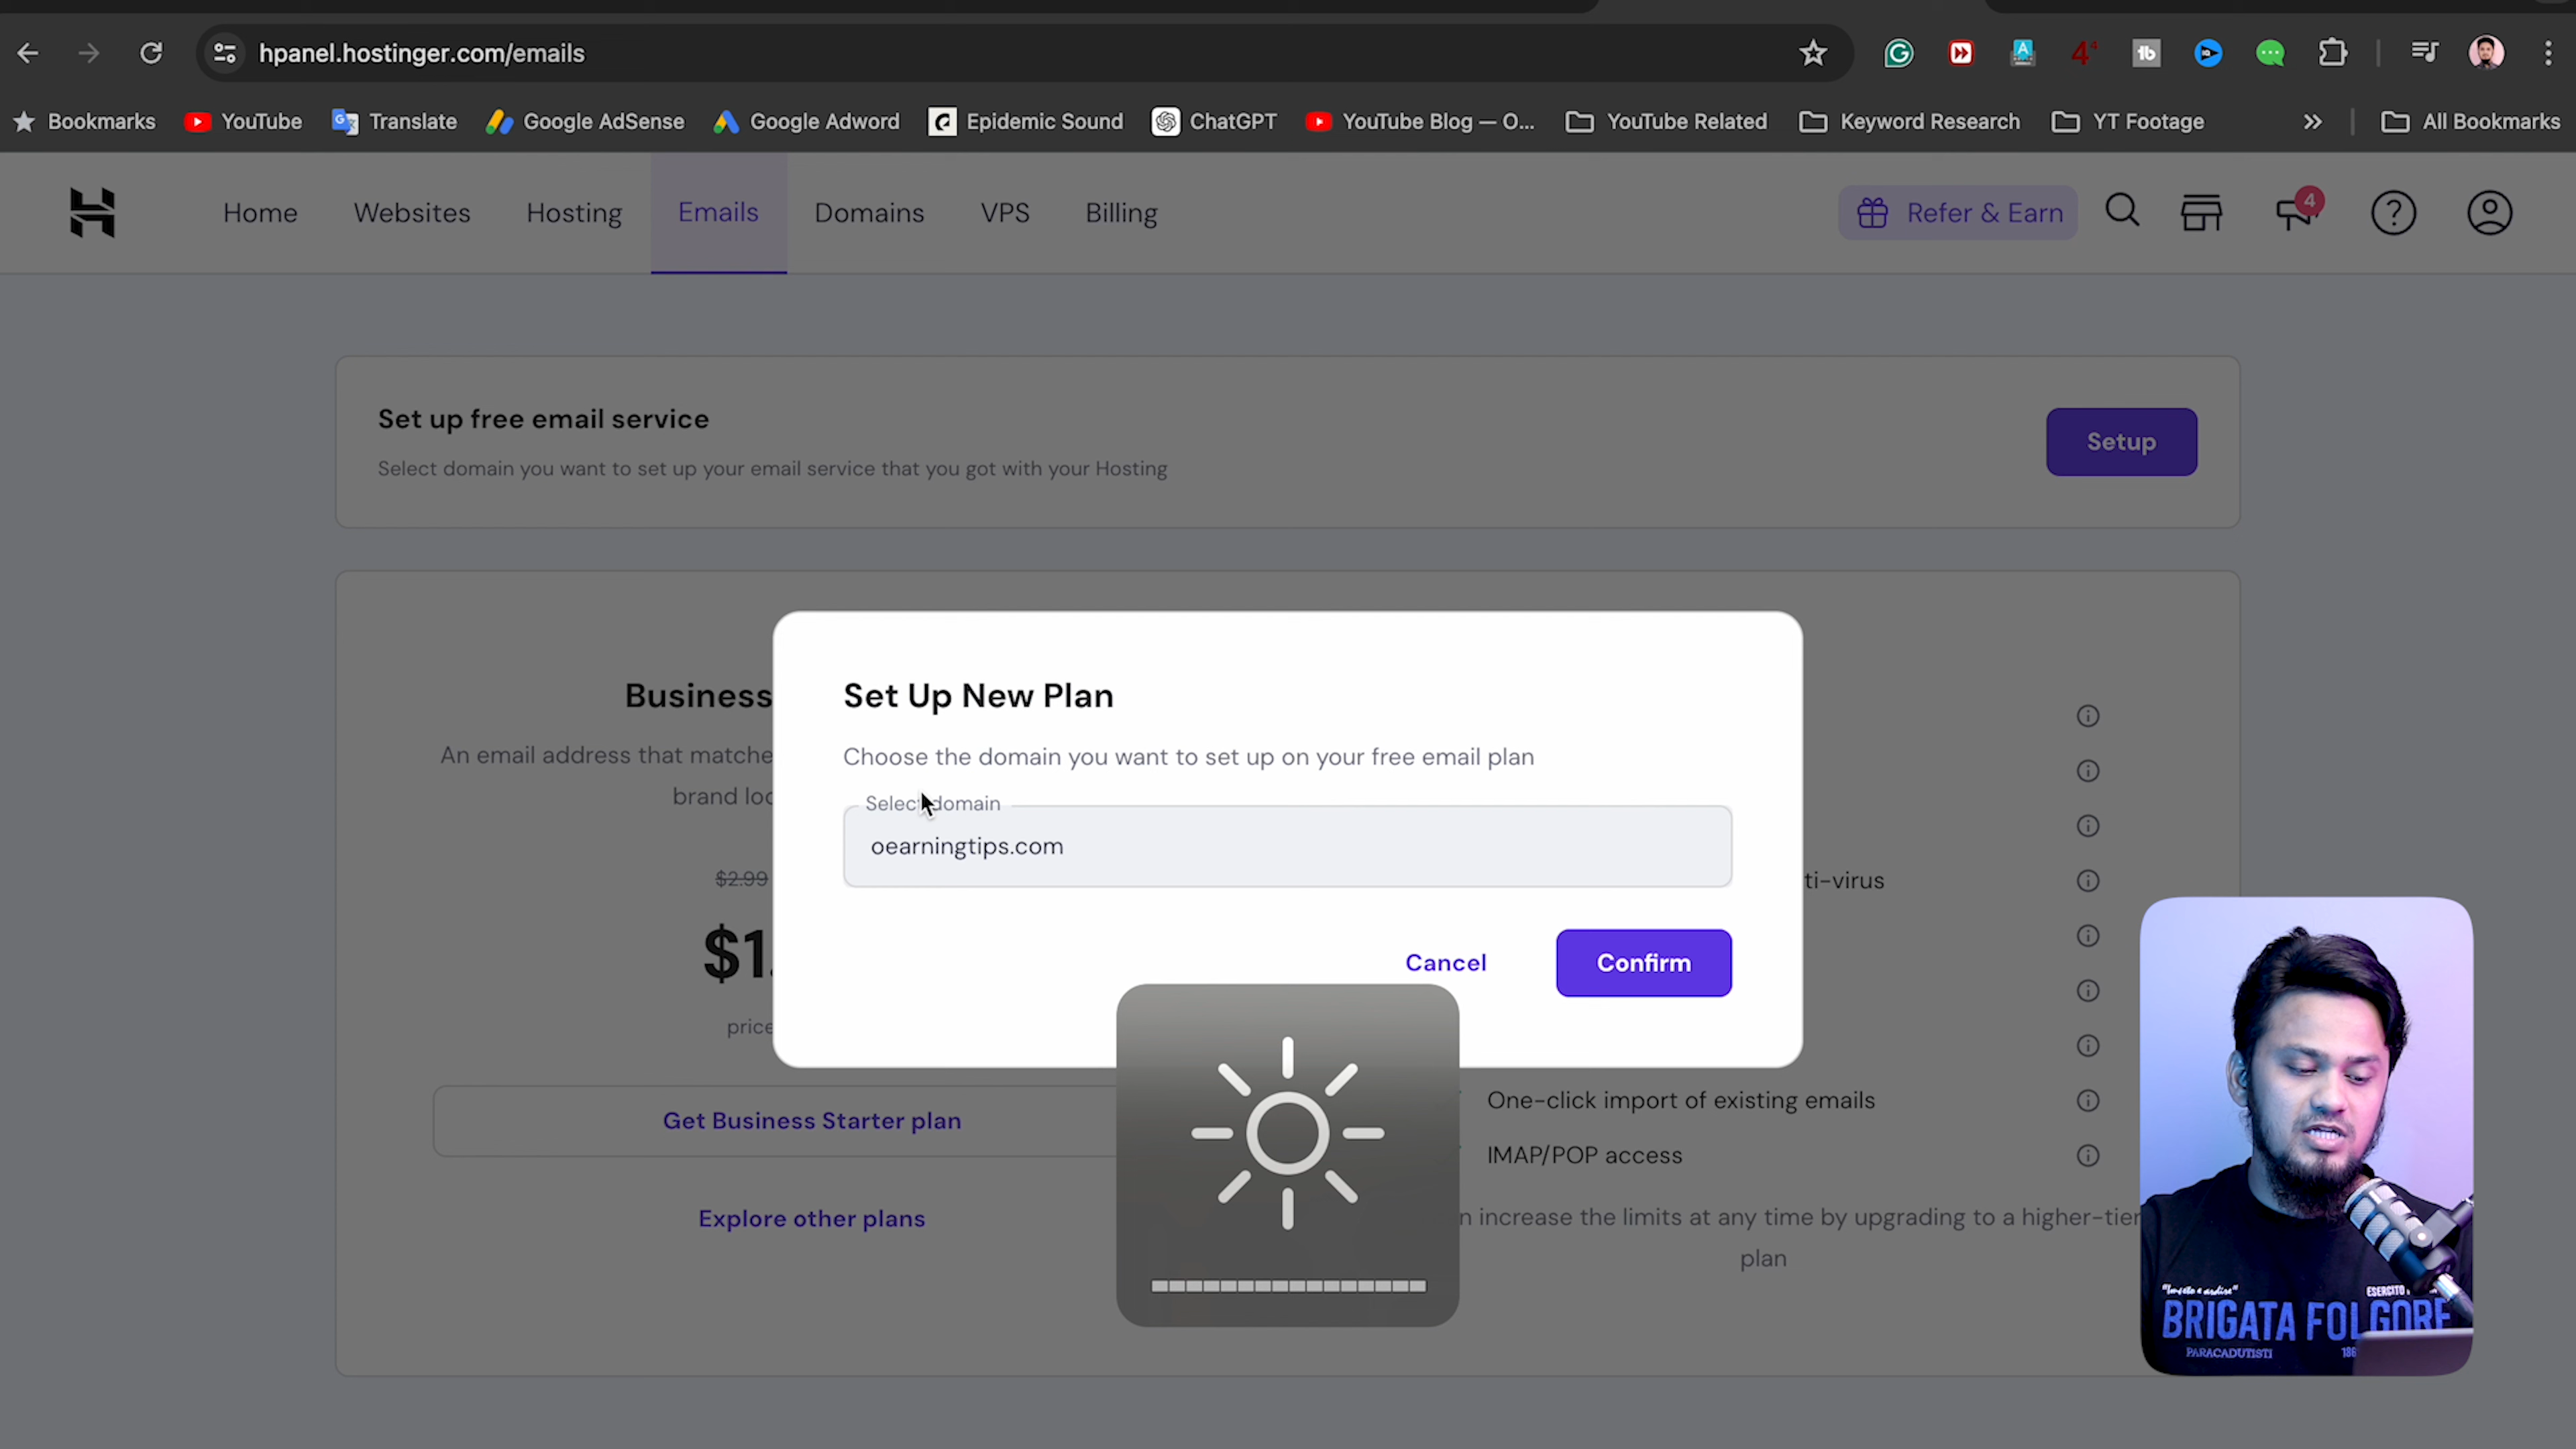 hpanel.hostinger.com/emails
Bookmarks YouTube Translate Google AdSense Google Adword Epidemic Sound ChatGPT YouTube Blog — O... YouTube Related Keyword Research YT Footage All Bookmarks
Home Websites Hosting Emails Domains VPS Billing Refer & Earn 4
Set up free email service
Select domain you want to set up your email service that you got with your Hosting
Setup
Business
An email address that matche
brand loc
$2.99
$1.
price
Set Up New Plan
Choose the domain you want to set up on your free email plan
Select domain
oearningtips.com
Cancel Confirm
ti-virus
Get Business Starter plan
Explore other plans
One-click import of existing emails
IMAP/POP access
n increase the limits at any time by upgrading to a higher-tier
plan
ESERCITO
BRIGATA FOLGORE
PARACADUTISTI 186